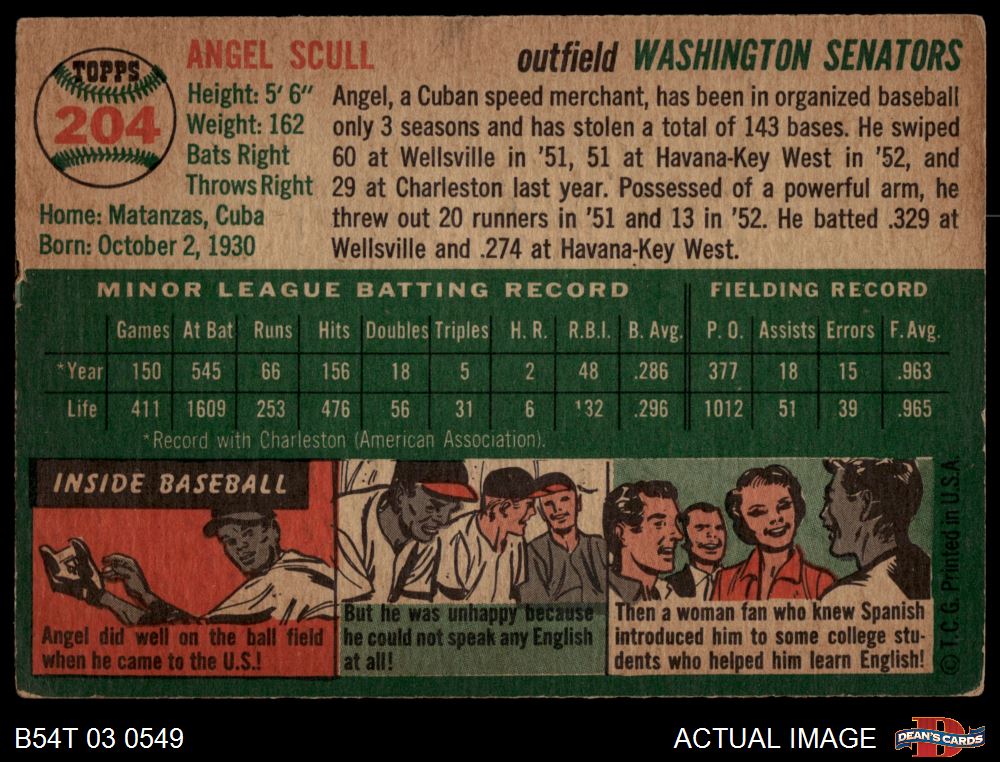 TOPPS
204
ANGEL SCULL
outfield WASHINGTON SENATORS
Height: 5' 6"
Weight: 162
Bats Right
Throws Right
Home: Matanzas, Cuba
Born: October 2, 1930
Angel, a Cuban speed merchant, has been in organized baseball
only 3 seasons and has stolen a total of 143 bases. He swiped
60 at Wellsville in '51, 51 at Havana-Key West in '52, and
29 at Charleston last year. Possessed of a powerful arm, he
threw out 20 runners in '51 and 13 in '52. He batted .329 at
Wellsville and .274 at Havana-Key West.
MINOR LEAGUE BATTING RECORD FIELDING RECORD
Games At Bat Runs Hits Doubles Triples H. R. R.B.I. B. Avg. P. O. Assists Errors F. Avg.
*Year 150 545 66 156 18 5 2 48 .286 377 18 15 .963
Life 411 1609 253 476 56 31 6 132 .296 1012 51 39 .965
*Record with Charleston (American Association).
INSIDE BASEBALL
Angel did well on the ball field
when he came to the U.S.!
But he was unhappy because
he could not speak any English
at all!
Then a woman fan who knew Spanish
introduced him to some college stu-
dents who helped him learn English!
© T.C.G. Printed in U.S.A.
B54T 03 0549
ACTUAL IMAGE
DEAN'S CARDS